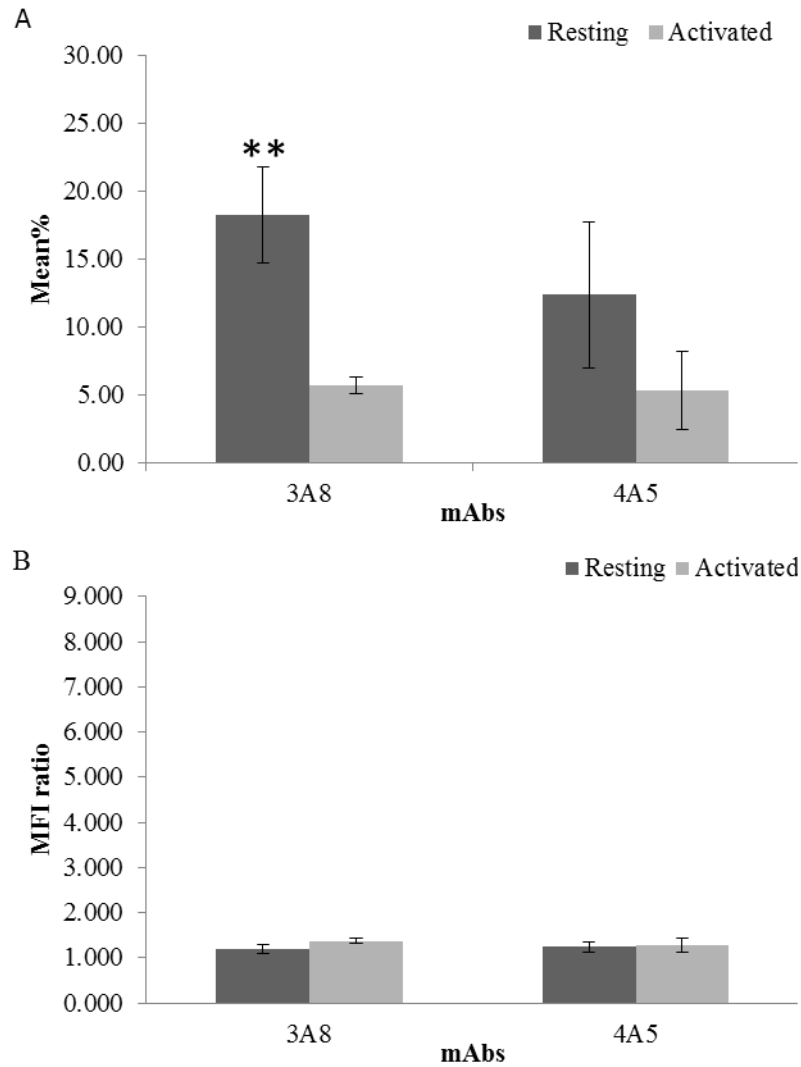 A
Resting Activated
30.00
25.00
**
20.00
15.00
10.00
5.00
0.00
Mean%
3A8 4A5
mAbs
B
Resting Activated
9.000
8.000
7.000
6.000
5.000
4.000
3.000
2.000
1.000
0.000
MFI ratio
3A8 4A5
mAbs